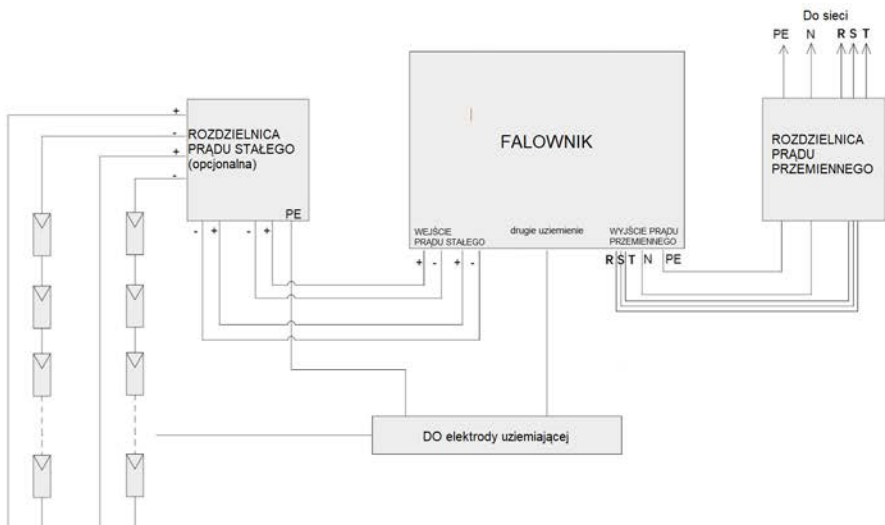 Do sieci
PE N R S T
+
-
+
-
ROZDZIELNICA
PRĄDU STAŁEGO
(opcjonalna)
PE
- + - +
FALOWNIK
WEJŚCIE
PRĄDU STAŁEGO
+ - + -
drugie uziemienie
WYJŚCIE PRĄDU
PRZEMIENNEGO
R S T N PE
ROZDZIELNICA
PRĄDU
PRZEMIENNEGO
DO elektrody uziemiającej